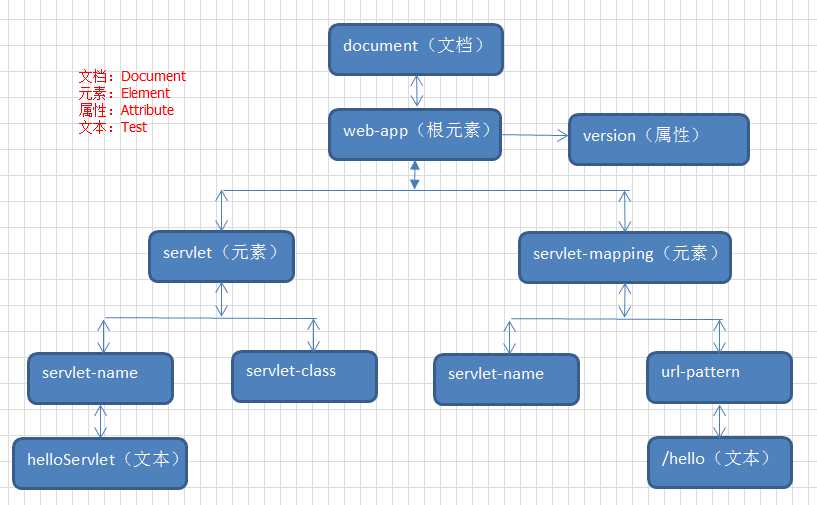 document（文档）
文档：Document
元素：Element
属性：Attribute
文本：Test
web-app（根元素）
version（属性）
servlet（元素）
servlet-mapping（元素）
servlet-name
servlet-class
servlet-name
url-pattern
helloServlet（文本）
/hello（文本）